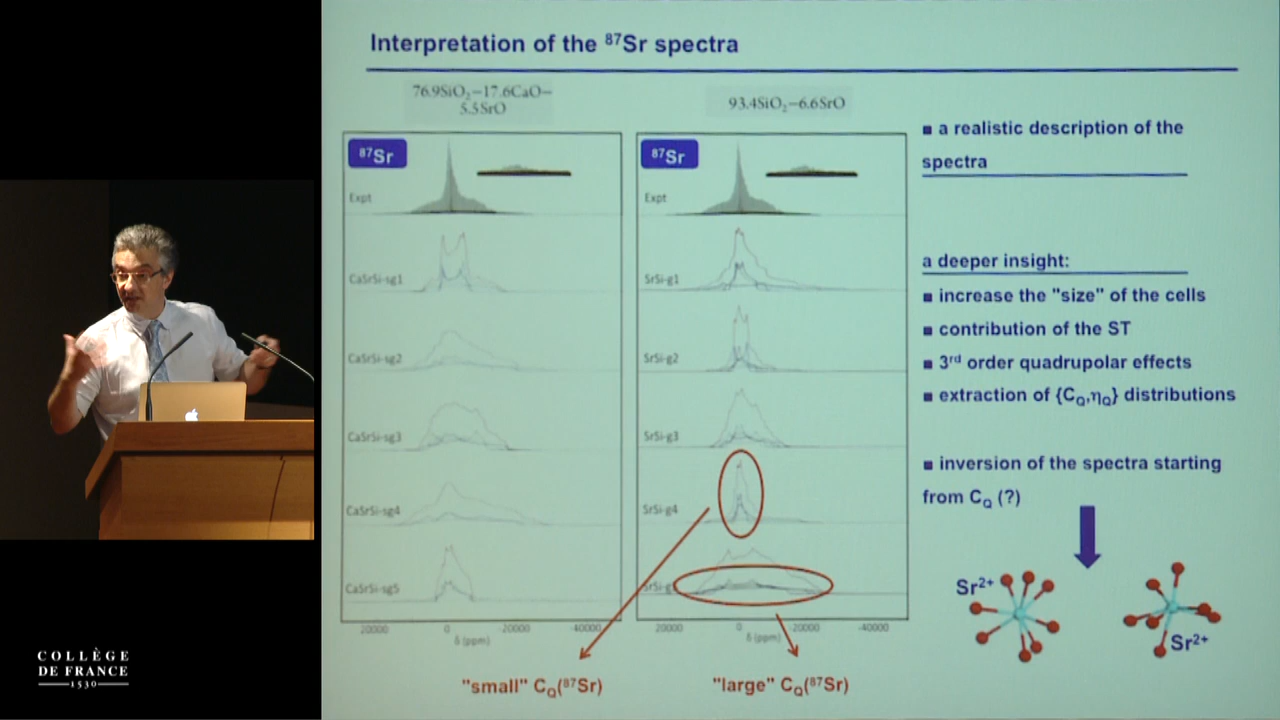 Interpretation of the ⁸⁷Sr spectra
76.9SiO₂−17.6CaO−
5.5SrO
93.4SiO₂−6.6SrO
⁸⁷Sr
Expt
CaSrSi-sg1
CaSrSi-sg2
CaSrSi-sg3
CaSrSi-sg4
CaSrSi-sg5
20000
0
-20000
-40000
δ (ppm)
⁸⁷Sr
Expt
SrSi-g1
SrSi-g2
SrSi-g3
SrSi-g4
20000
0
-20000
-40000
δ (ppm)
"small" C_Q(⁸⁷Sr)
"large" C_Q(⁸⁷Sr)
■ a realistic description of the
spectra
a deeper insight:
■ increase the "size" of the cells
■ contribution of the ST
■ 3ʳᵈ order quadrupolar effects
■ extraction of {C_Q,η_Q} distributions
■ inversion of the spectra starting
from C_Q (?)
Sr²⁺
Sr²⁺
COLLÈGE
DE FRANCE
1530